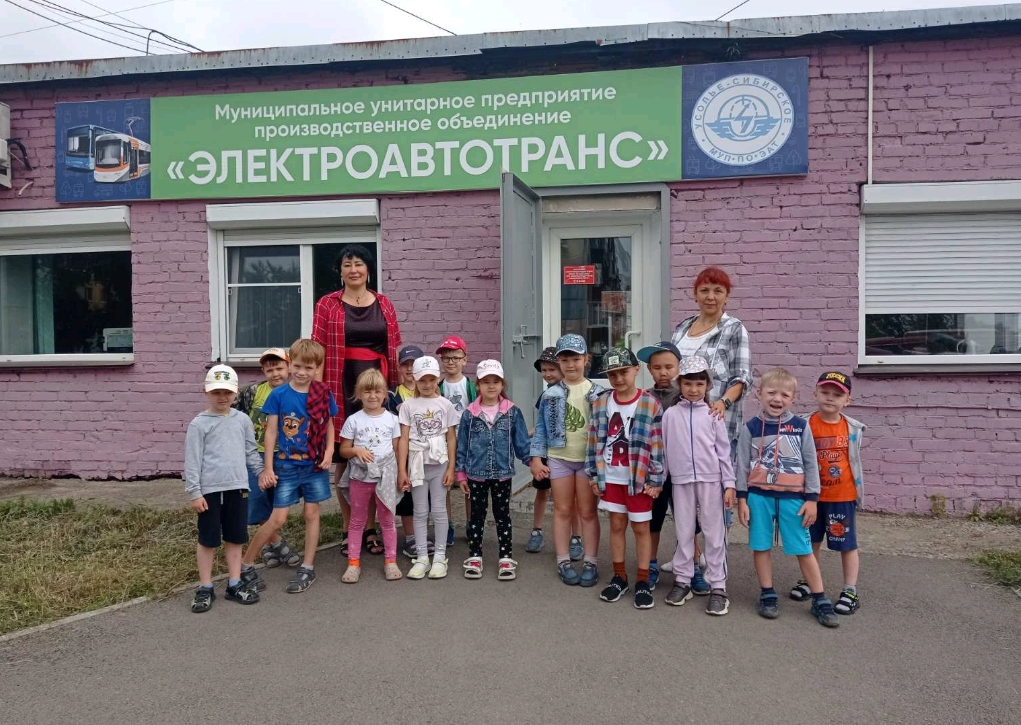 Муниципальное унитарное предприятие
производственное объединение
«ЭЛЕКТРОАВТОТРАНС»
УСОЛЬЕ-СИБИРСКОЕ
МУП-ПО-ЭАТ